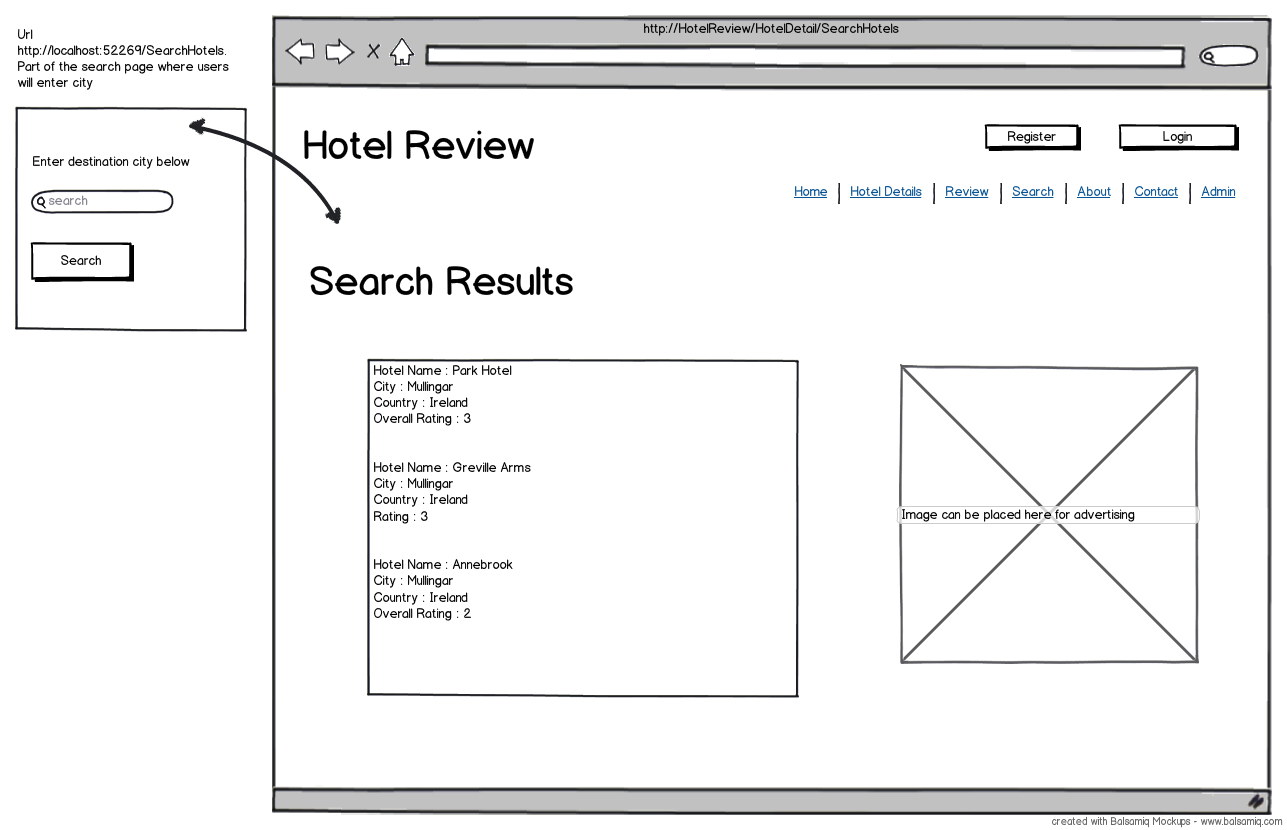 Url
http://localhost:52269/SearchHotels.
Part of the search page where users
will enter city
Enter destination city below
search
Search
http://HotelReview/HotelDetail/SearchHotels
Hotel Review
Register
Login
Home
Hotel Details
Review
Search
About
Contact
Admin
Search Results
Hotel Name : Park Hotel
City : Mullingar
Country : Ireland
Overall Rating : 3
Hotel Name : Greville Arms
City : Mullingar
Country : Ireland
Rating : 3
Hotel Name : Annebrook
City : Mullingar
Country : Ireland
Overall Rating : 2
Image can be placed here for advertising
created with Balsamiq Mockups - www.balsamiq.com